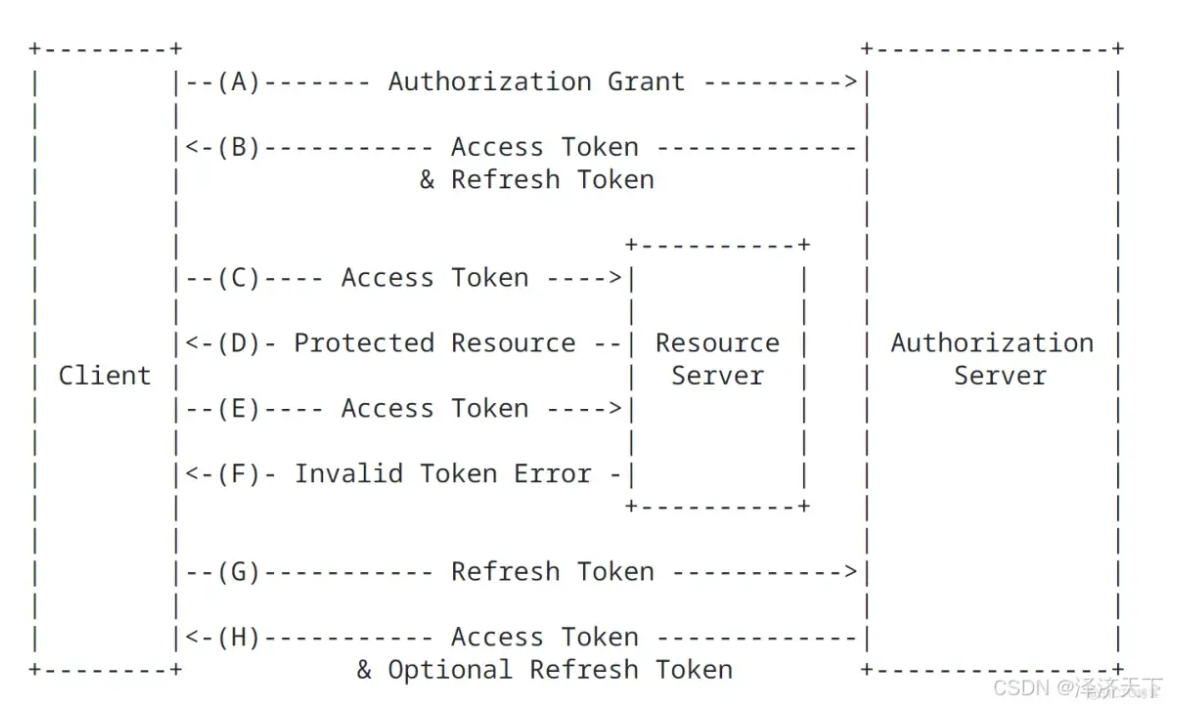 (A) Authorization Grant
(B) Access Token
& Refresh Token
(C) Access Token
(D) Protected Resource
Resource Server
Authorization Server
Client
(E) Access Token
(F) Invalid Token Error
(G) Refresh Token
(H) Access Token
& Optional Refresh Token
CSDN @泽济天下